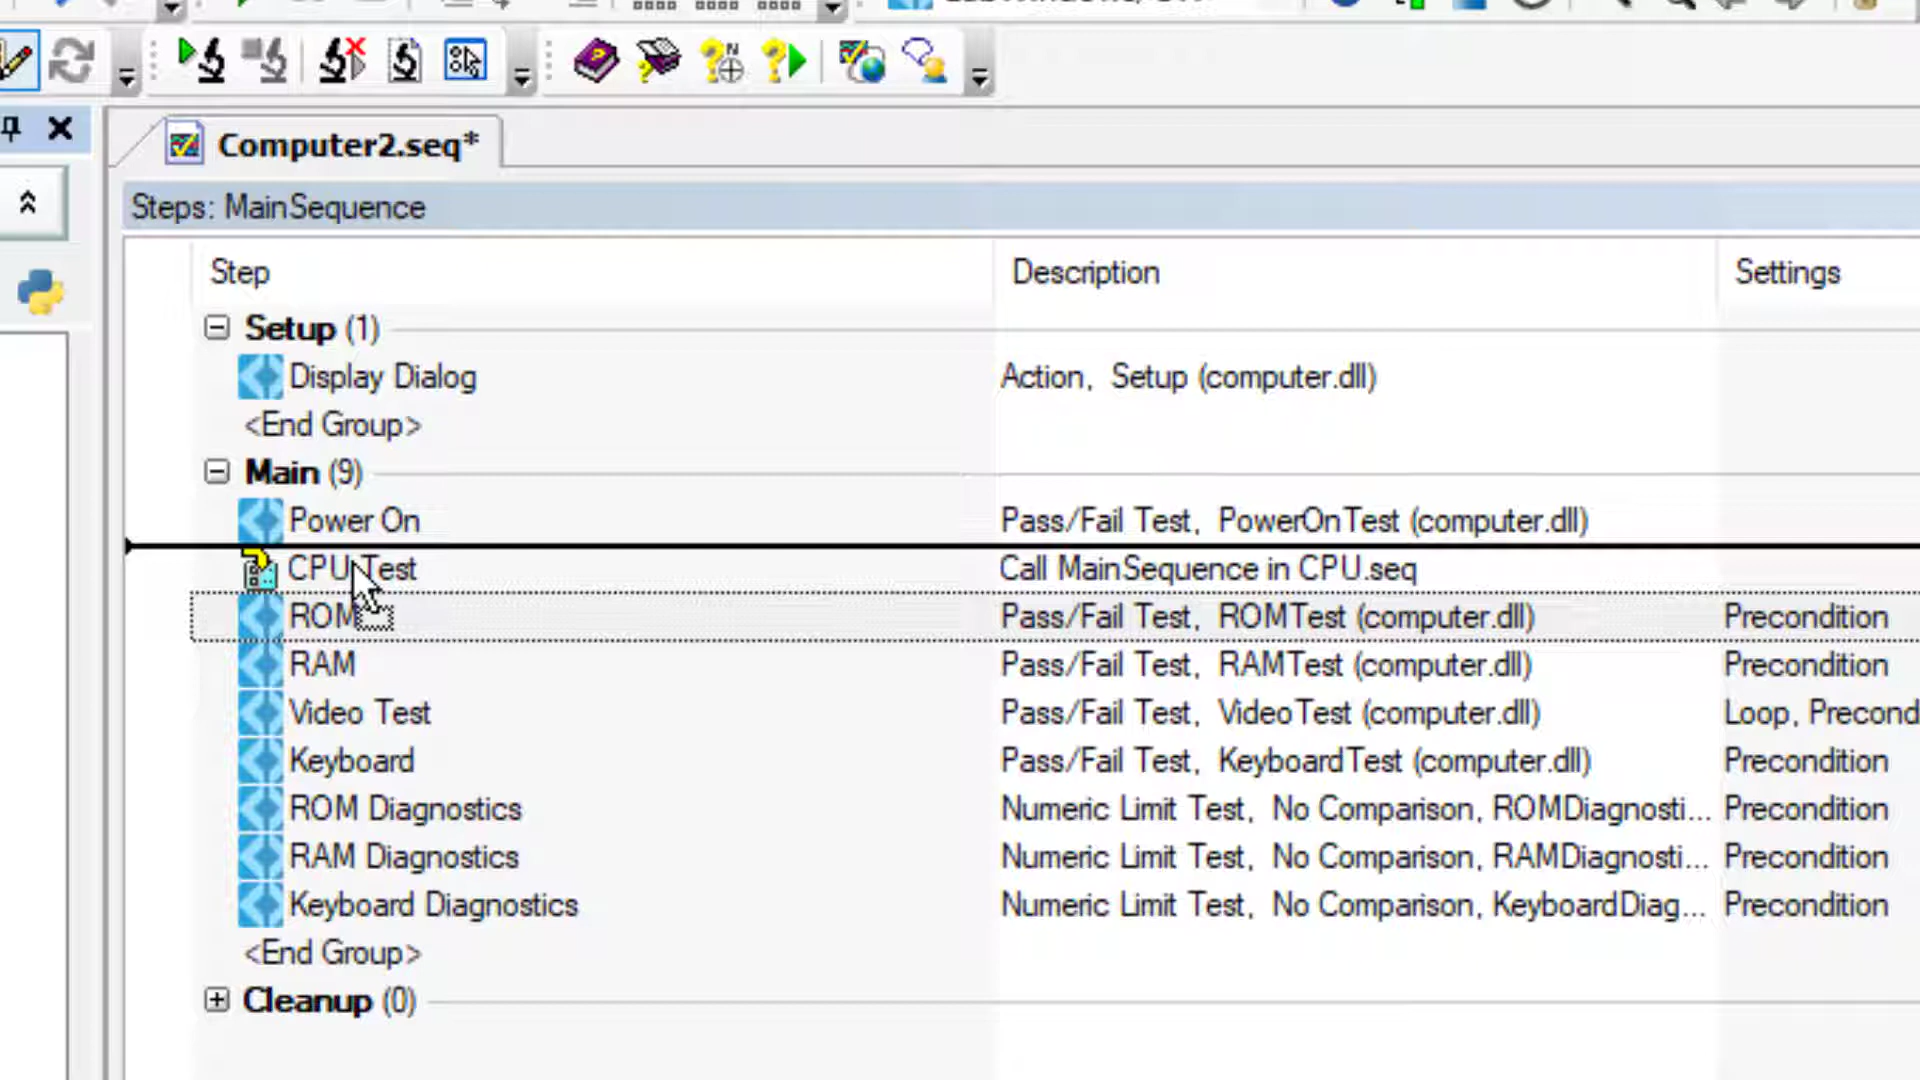 Computer2.seq*
Steps: MainSequence
Step Description Settings
Setup (1)
Display Dialog Action, Setup (computer.dll)
<End Group>
Main (9)
Power On Pass/Fail Test, PowerOnTest (computer.dll)
CPU Test Call MainSequence in CPU.seq
ROM Pass/Fail Test, ROMTest (computer.dll) Precondition
RAM Pass/Fail Test, RAMTest (computer.dll) Precondition
Video Test Pass/Fail Test, VideoTest (computer.dll) Loop, Precond
Keyboard Pass/Fail Test, KeyboardTest (computer.dll) Precondition
ROM Diagnostics Numeric Limit Test, No Comparison, ROMDiagnosti... Precondition
RAM Diagnostics Numeric Limit Test, No Comparison, RAMDiagnosti... Precondition
Keyboard Diagnostics Numeric Limit Test, No Comparison, KeyboardDiag... Precondition
<End Group>
Cleanup (0)